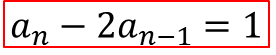 aₙ − 2aₙ₋₁ = 1